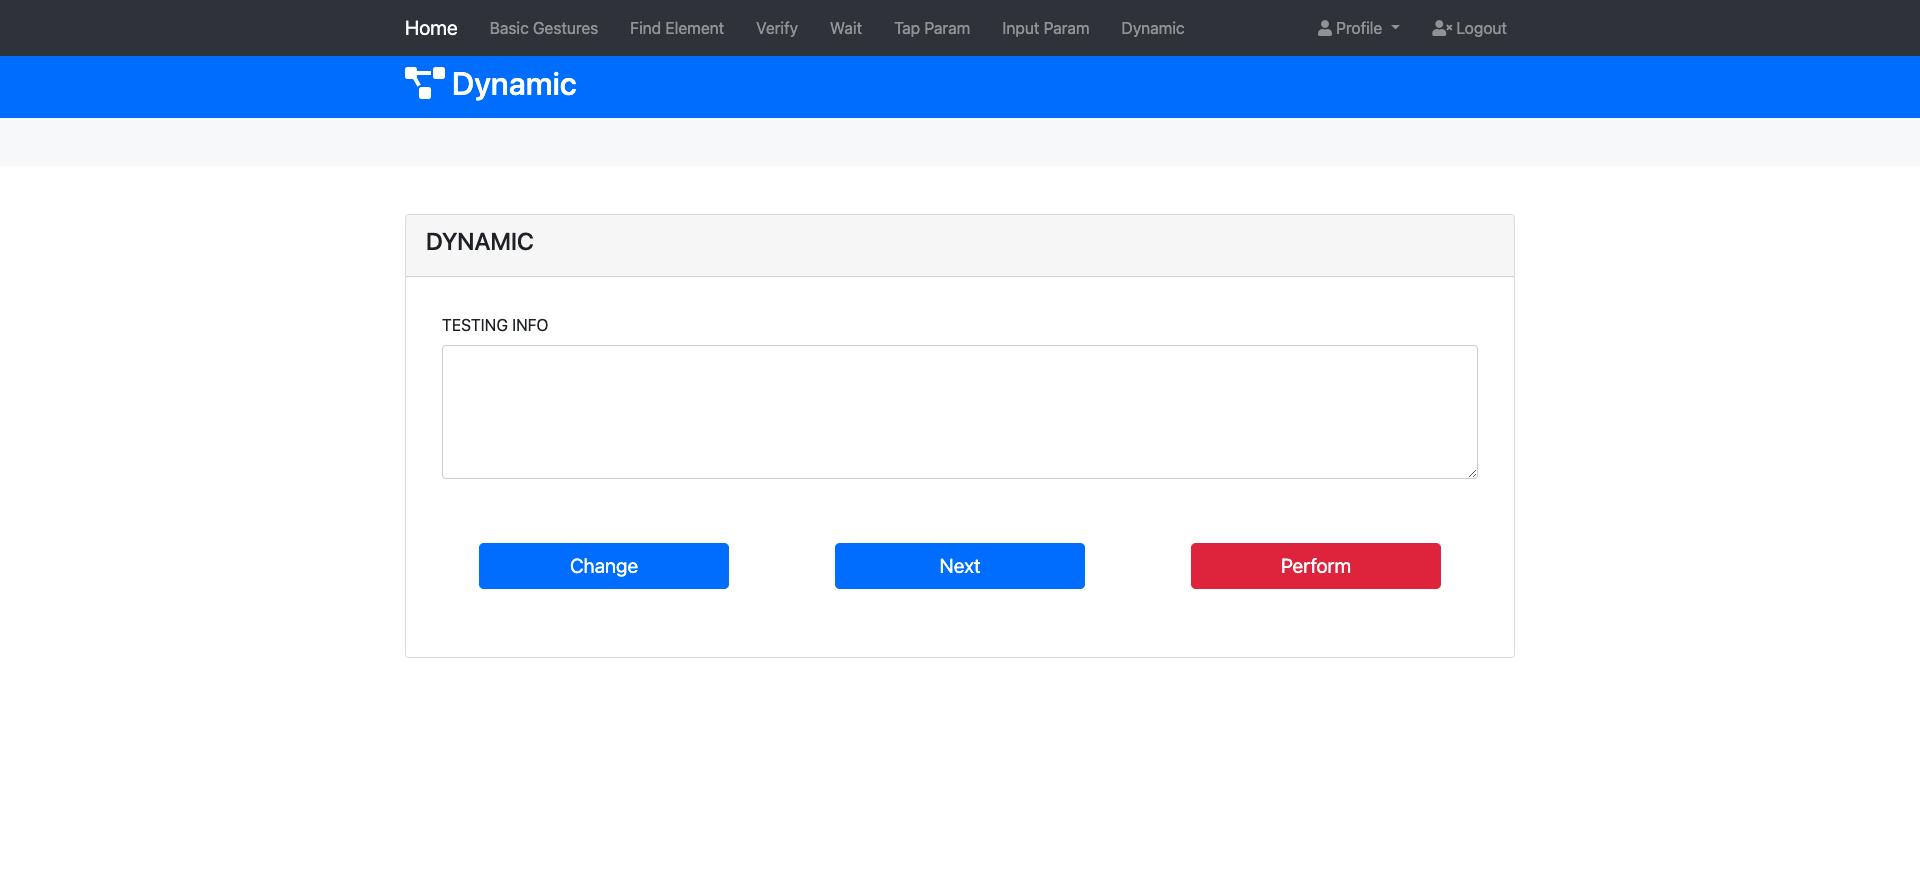 Home Basic Gestures Find Element Verify Wait Tap Param Input Param Dynamic Profile Logout
Dynamic
DYNAMIC
TESTING INFO
Change Next Perform